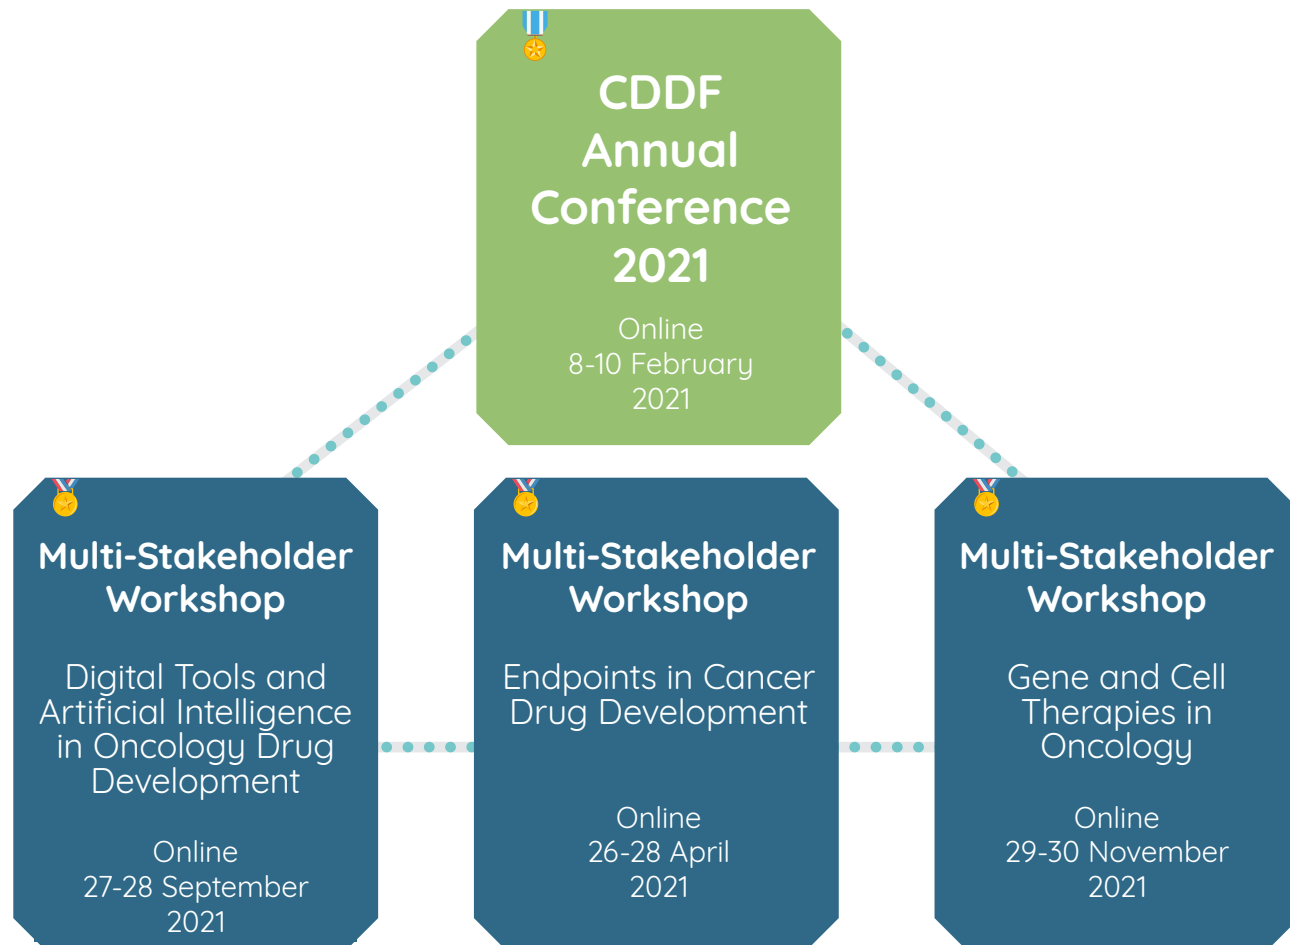 CDDF
Annual
Conference
2021
Online
8-10 February
2021
Multi-Stakeholder
Workshop
Digital Tools and
Artificial Intelligence
in Oncology Drug
Development
Online
27-28 September
2021
Multi-Stakeholder
Workshop
Endpoints in Cancer
Drug Development
Online
26-28 April
2021
Multi-Stakeholder
Workshop
Gene and Cell
Therapies in
Oncology
Online
29-30 November
2021